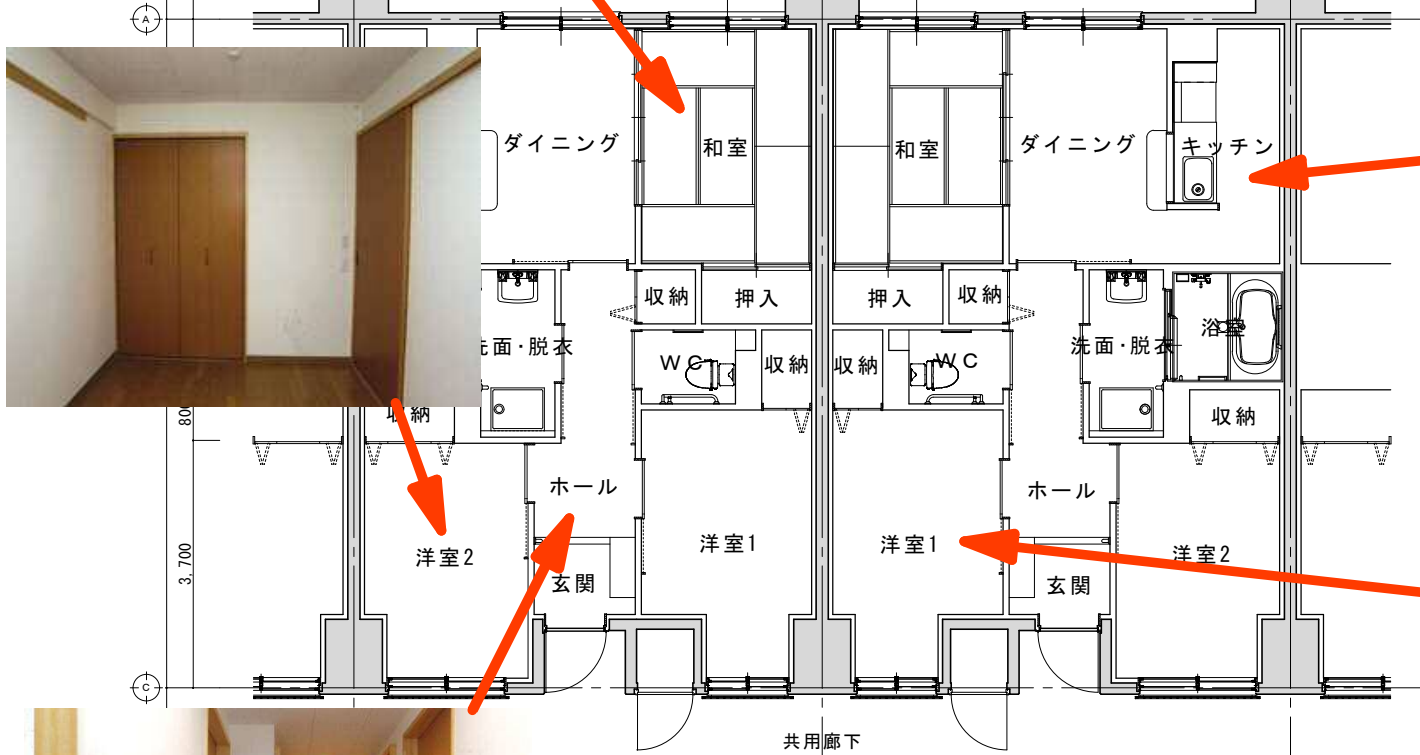 A
ダイニング
和室
和室
ダイニング
キッチン
収納
押入
押入
収納
洗面・脱衣
WC
収納
収納
WC
洗面・脱衣
浴室
収納
収納
800
ホール
ホール
洋室2
洋室1
洋室1
洋室2
3,700
玄関
玄関
C
共用廊下